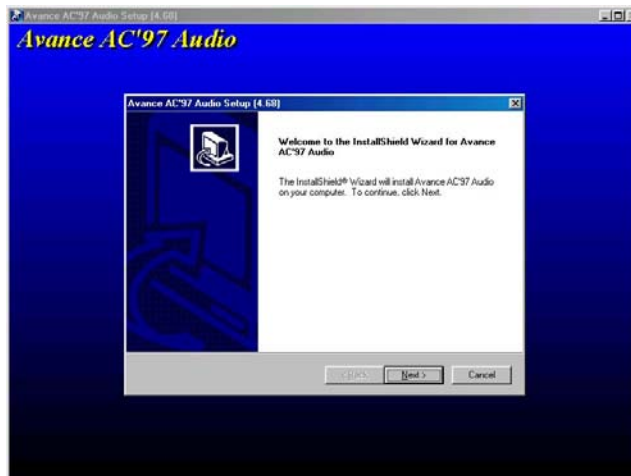 Avance AC'97 Audio Setup (4.68)
Avance AC'97 Audio
Avance AC'97 Audio Setup (4.68)
Welcome to the InstallShield Wizard for Avance
AC'97 Audio
The InstallShield® Wizard will install Avance AC'97 Audio
on your computer. To continue, click Next.
< Back
Next >
Cancel